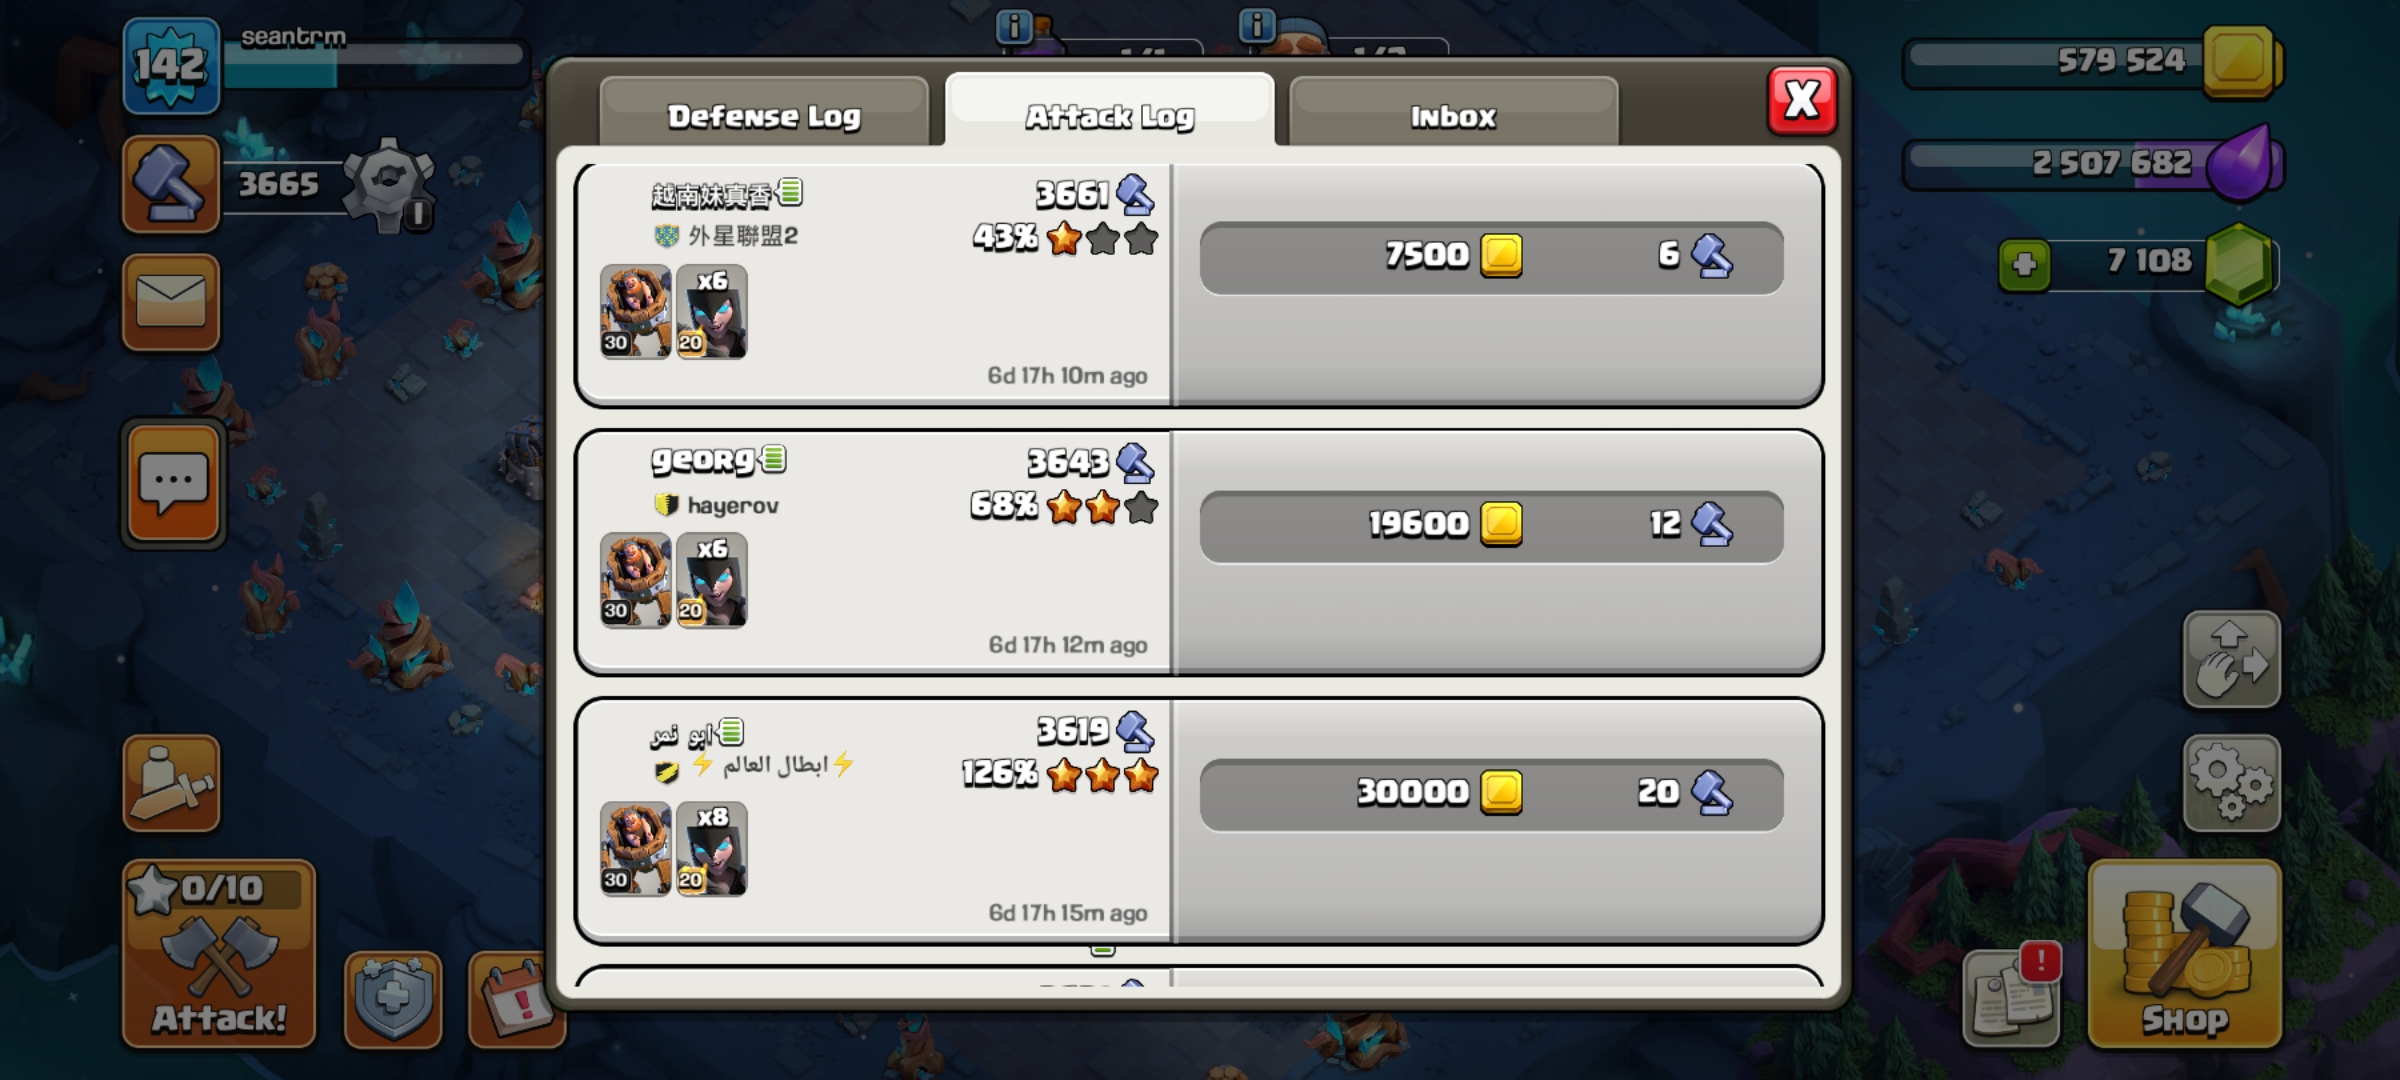 142
seantrm
3665
I
1/1
579 524
2 507 682
7 108
Defense Log
Attack Log
Inbox
X
越南妹真香
3661
外星聯盟2
43%
7500
6
30
x6
20
6d 17h 10m ago
georg
3643
hayerov
68%
19600
12
30
x6
20
6d 17h 12m ago
ابو نمر
3619
⚡ابطال العالم ⚡
126%
30000
20
30
x8
20
6d 17h 15m ago
0/10
Attack!
!
!
Shop